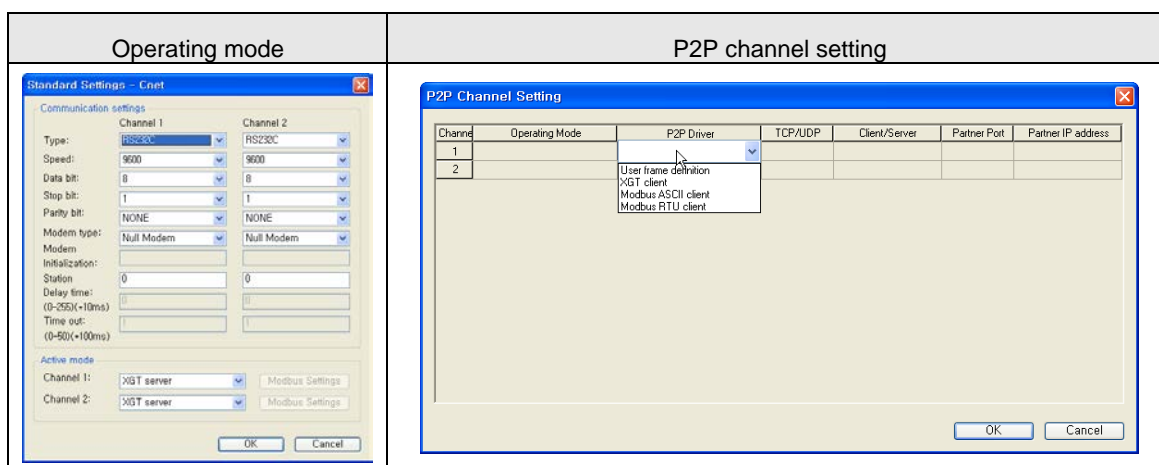 Operating mode P2P channel setting
Standard Settings - Cnet
Communication settings
Channel 1 Channel 2
Type: RS232C RS232C
Speed: 9600 9600
Data bit: 8 8
Stop bit: 1 1
Parity bit: NONE NONE
Modem type: Null Modem Null Modem
Modem
Initialization:
Station 0 0
Delay time:
(0-255)(*10ms) 0 0
Time out:
(0-50)(*100ms) 1 1
Active mode
Channel 1: XGT server Modbus Settings
Channel 2: XGT server Modbus Settings
OK Cancel
P2P Channel Setting
Channe Operating Mode P2P Driver TCP/UDP Client/Server Partner Port Partner IP address
1
2
User frame definition
XGT client
Modbus ASCII client
Modbus RTU client
OK Cancel